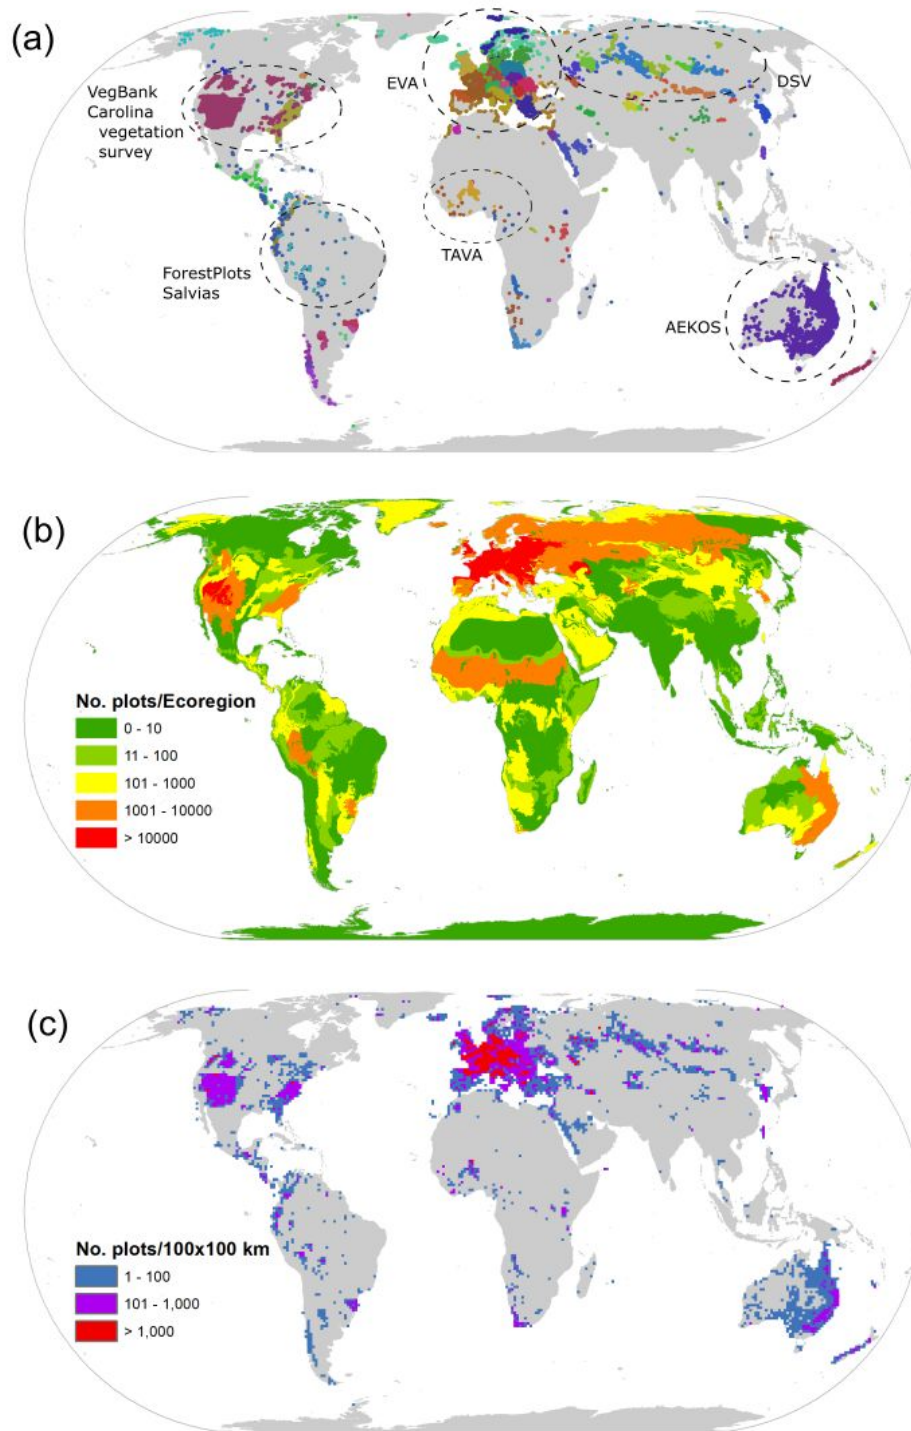 (a)
EVA
DSV
VegBank
Carolina
vegetation
survey
TAVA
ForestPlots
Salvias
AEKOS
(b)
No. plots/Ecoregion
0 - 10
11 - 100
101 - 1000
1001 - 10000
> 10000
(c)
No. plots/100x100 km
1 - 100
101 - 1,000
> 1,000